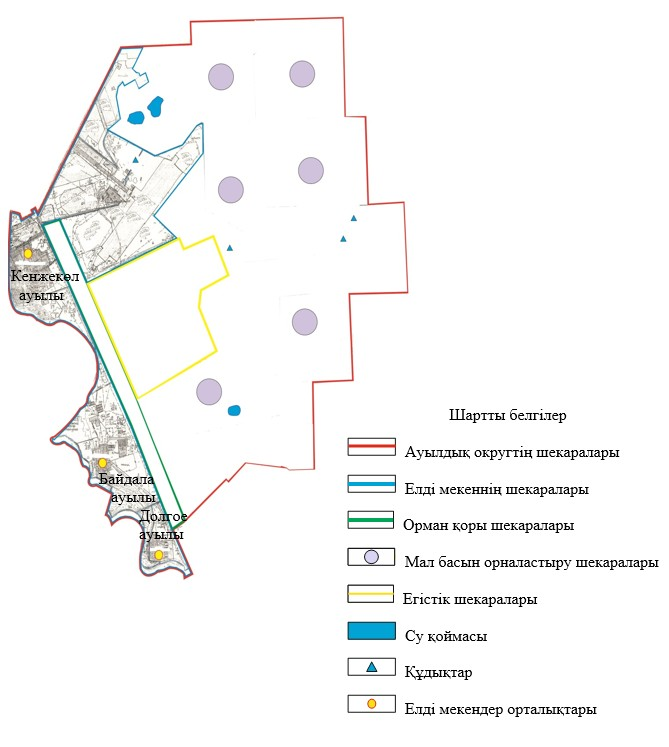 Кенжекөл
ауылы
Байдала
ауылы
Долгое
ауылы
Шартты белгілер
Ауылдық округтің шекаралары
Елді мекеннің шекаралары
Орман қоры шекаралары
Мал басын орналастыру шекаралары
Егістік шекаралары
Су қоймасы
Құдықтар
Елді мекендер орталықтары